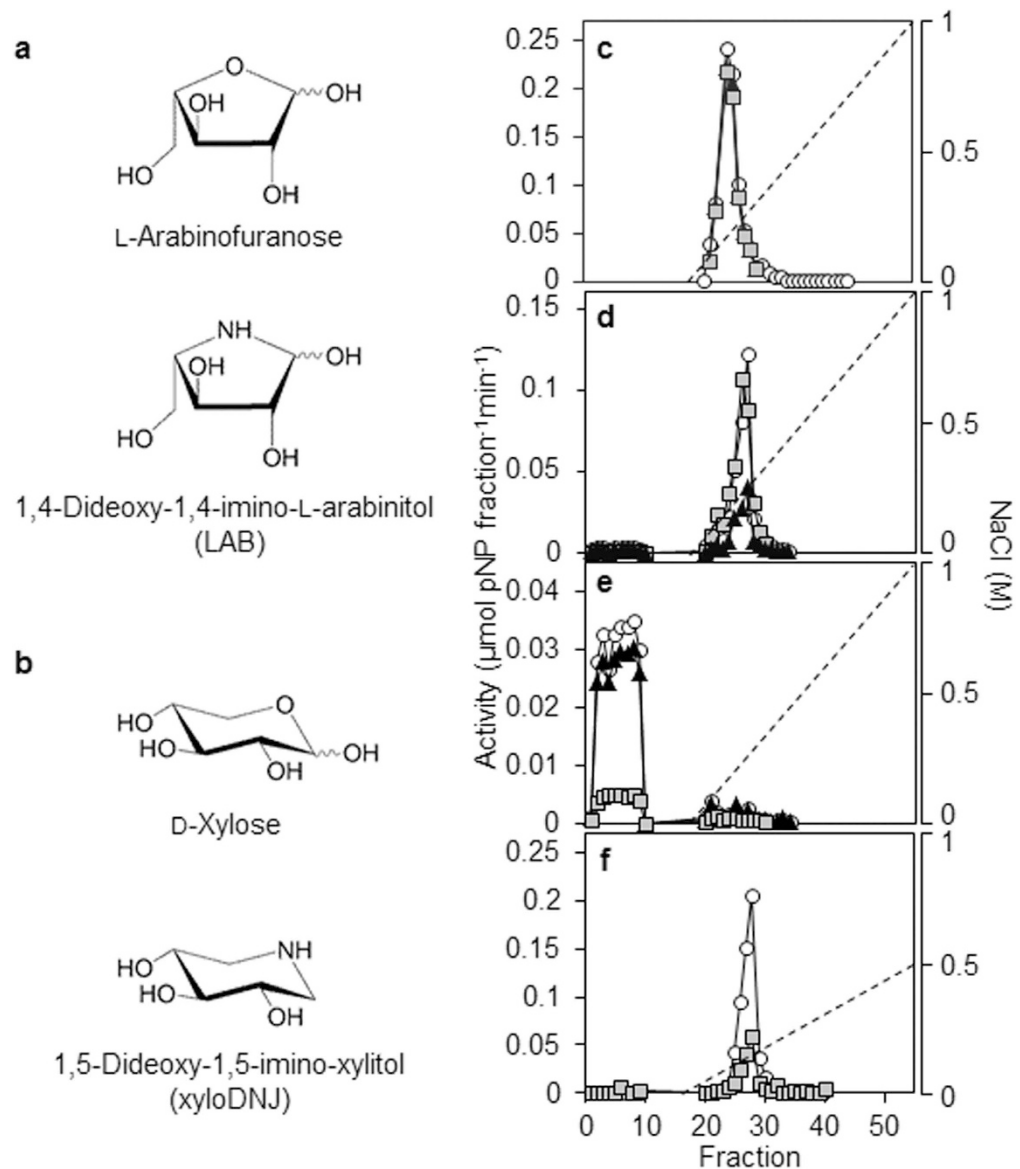 a
O
OH
OH
HO
OH
L-Arabinofuranose
NH
OH
OH
HO
OH
1,4-Dideoxy-1,4-imino-L-arabinitol
(LAB)
b
HO
O
HO
OH
OH
D-Xylose
HO
NH
HO
OH
1,5-Dideoxy-1,5-imino-xylitol
(xyloDNJ)
Activity (µmol pNP fraction⁻¹min⁻¹)
c
0.25
0.2
0.15
0.1
0.05
0
1
0.5
0
d
0.15
0.1
0.05
0
1
0.5
0
e
0.04
0.03
0.02
0.01
0
1
0.5
0
f
0.25
0.2
0.15
0.1
0.05
0
1
0.5
0
NaCl (M)
0 10 20 30 40 50
Fraction